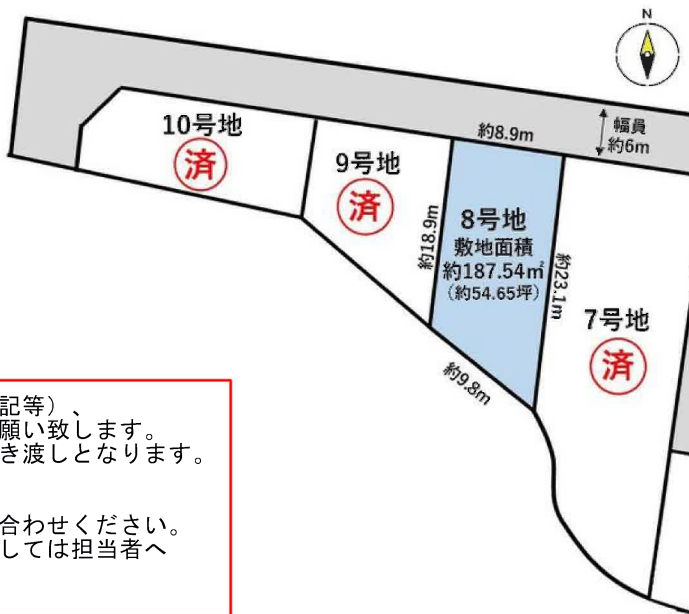 N
幅員
約6m
約8.9m
10号地
済
9号地
済
約18.9m
8号地
敷地面積
約187.54㎡
（約54.65坪）
約23.1m
7号地
済
約9.8m
記等）、
願い致します。
き渡しとなります。
合わせください。
しては担当者へ